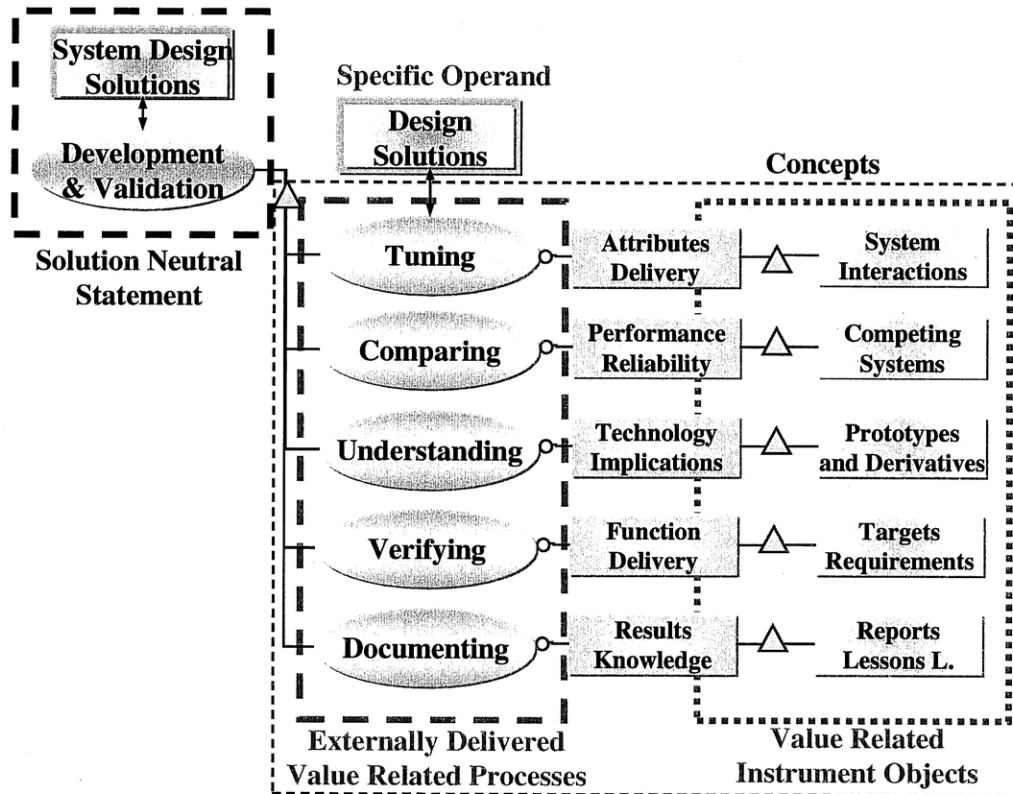 System Design
Solutions
Development
& Validation
Solution Neutral
Statement
Specific Operand
Design
Solutions
Concepts
Tuning
Attributes
Delivery
System
Interactions
Comparing
Performance
Reliability
Competing
Systems
Understanding
Technology
Implications
Prototypes
and Derivatives
Verifying
Function
Delivery
Targets
Requirements
Documenting
Results
Knowledge
Reports
Lessons L.
Externally Delivered
Value Related Processes
Value Related
Instrument Objects